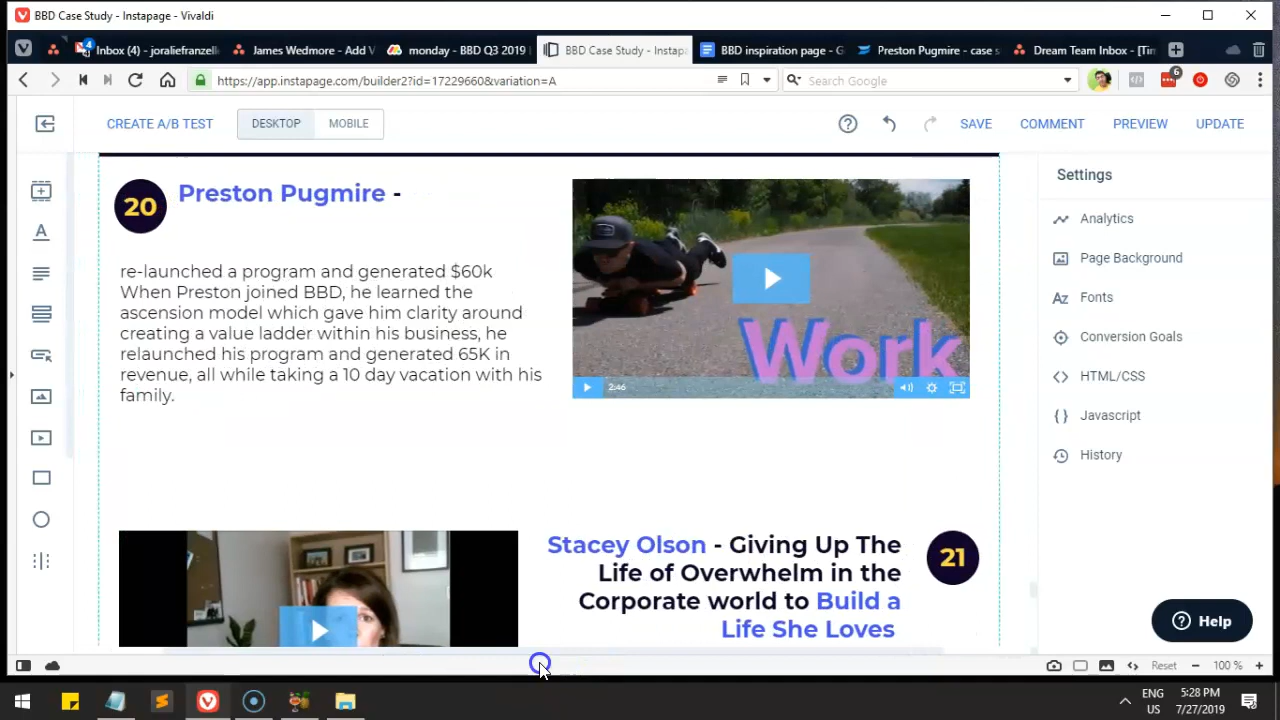 BBD Case Study - Instapage - Vivaldi
4
Inbox (4) - joraliefranzell
James Wedmore - Add V
monday - BBD Q3 2019
BBD Case Study - Instapa
BBD inspiration page - G
Preston Pugmire - case s
Dream Team Inbox - [Tim
https://app.instapage.com/builder2?id=17229660&variation=A
Search Google
6
CREATE A/B TEST
DESKTOP
MOBILE
SAVE
COMMENT
PREVIEW
UPDATE
Settings
Analytics
Page Background
Fonts
Conversion Goals
HTML/CSS
Javascript
History
20
Preston Pugmire -
re-launched a program and generated $60k
When Preston joined BBD, he learned the
ascension model which gave him clarity around
creating a value ladder within his business, he
relaunched his program and generated 65K in
revenue, all while taking a 10 day vacation with his
family.
Work
2:46
Stacey Olson - Giving Up The
Life of Overwhelm in the
Corporate world to Build a
Life She Loves
21
Help
Reset
100 %
ENG
US
5:28 PM
7/27/2019